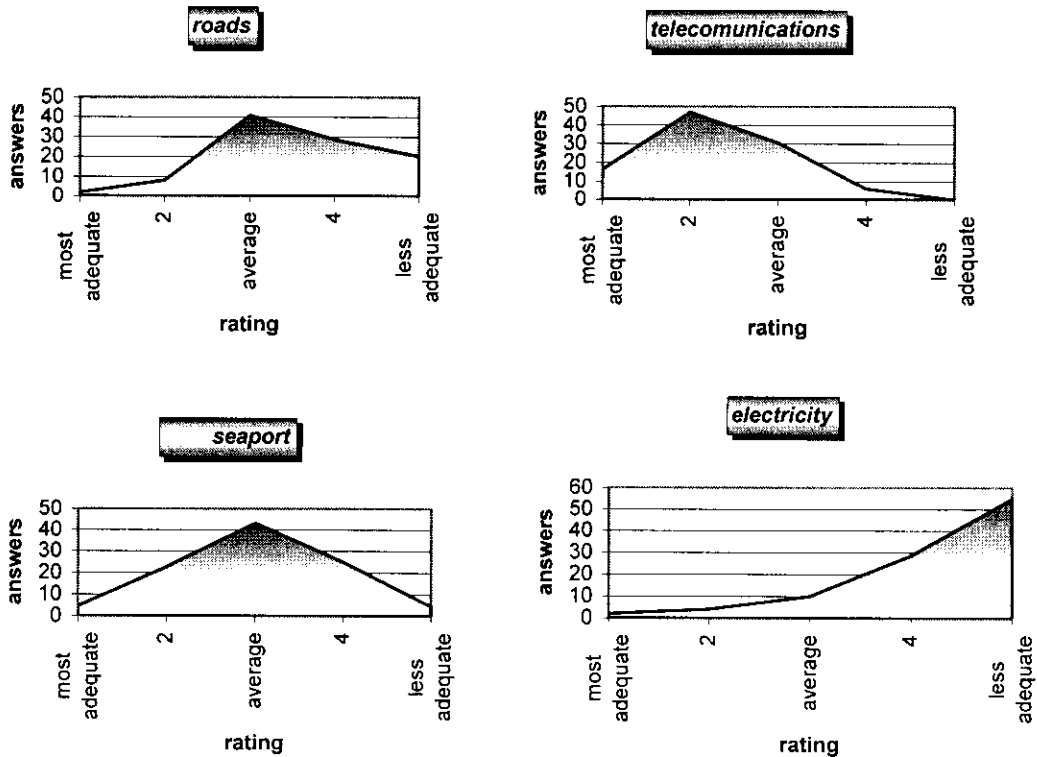 roads
answers
50
40
30
20
10
0
most
adequate
2
average
4
less
adequate
rating
telecomunications
answers
50
40
30
20
10
0
most
adequate
2
average
4
less
adequate
rating
seaport
answers
50
40
30
20
10
0
most
adequate
2
average
4
less
adequate
rating
electricity
answers
60
50
40
30
20
10
0
most
adequate
2
average
4
less
adequate
rating